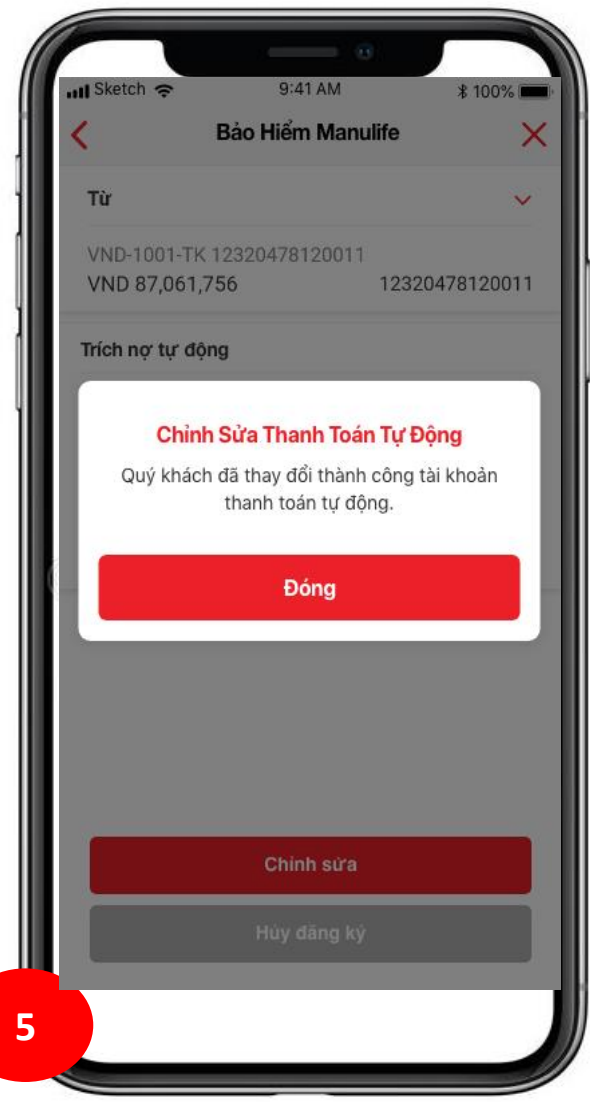 Sketch 9:41 AM 100%
Bảo Hiểm Manulife
Từ
VND-1001-TK 12320478120011
VND 87,061,756 12320478120011
Trích nợ tự động
Chỉnh Sửa Thanh Toán Tự Động
Quý khách đã thay đổi thành công tài khoản
thanh toán tự động.
Đóng
Chỉnh sửa
Hủy đăng ký
5